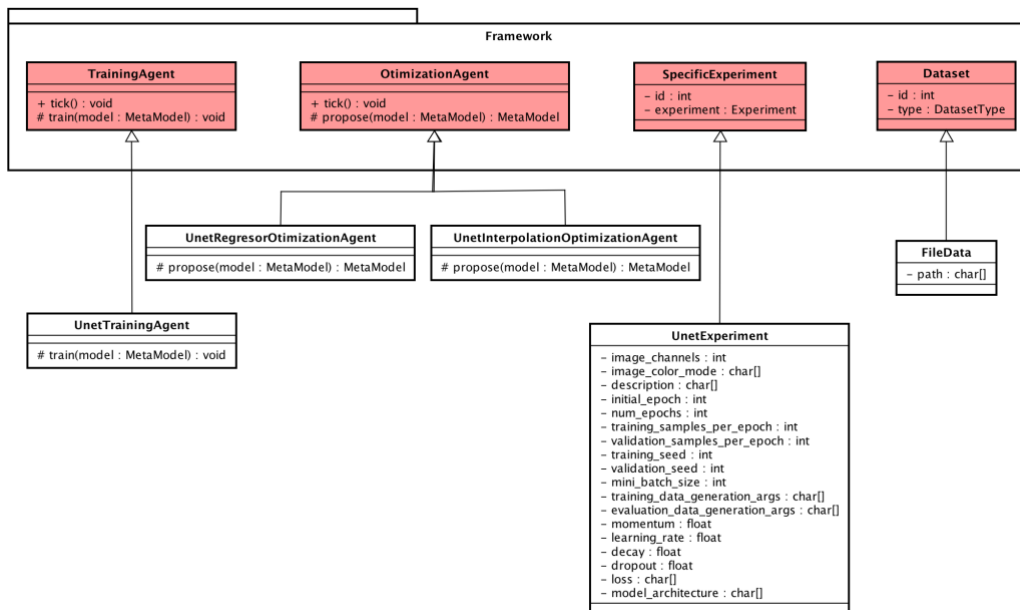 Framework
TrainingAgent
+ tick() : void
# train(model : MetaModel) : void
OtimizationAgent
+ tick() : void
# propose(model : MetaModel) : MetaModel
SpecificExperiment
- id : int
- experiment : Experiment
Dataset
- id : int
- type : DatasetType
UnetRegresorOtimizationAgent
# propose(model : MetaModel) : MetaModel
UnetInterpolationOptimizationAgent
# propose(model : MetaModel) : MetaModel
FileData
- path : char[]
UnetTrainingAgent
# train(model : MetaModel) : void
UnetExperiment
- image_channels : int
- image_color_mode : char[]
- description : char[]
- initial_epoch : int
- num_epochs : int
- training_samples_per_epoch : int
- validation_samples_per_epoch : int
- training_seed : int
- validation_seed : int
- mini_batch_size : int
- training_data_generation_args : char[]
- evaluation_data_generation_args : char[]
- momentum : float
- learning_rate : float
- decay : float
- dropout : float
- loss : char[]
- model_architecture : char[]